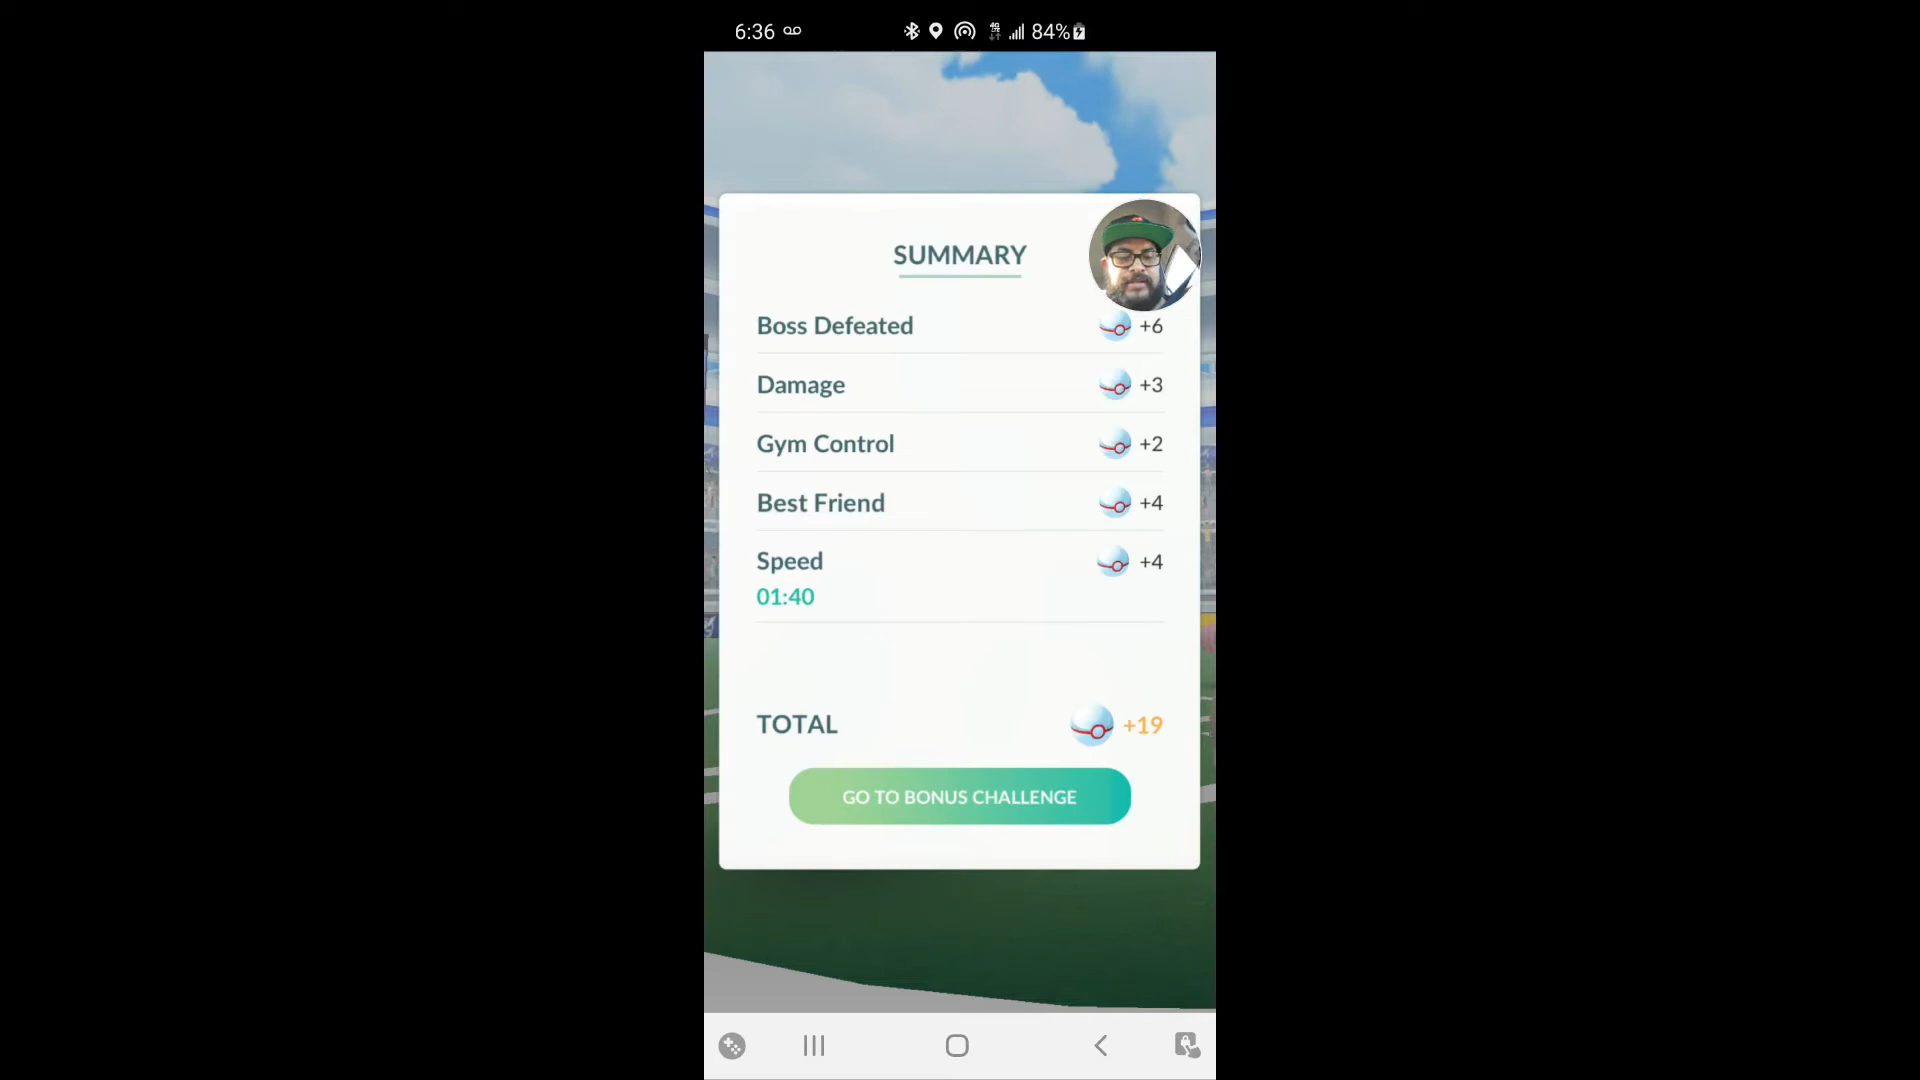 6:36 84%
SUMMARY
Boss Defeated +6
Damage +3
Gym Control +2
Best Friend +4
Speed +4
01:40
TOTAL +19
GO TO BONUS CHALLENGE